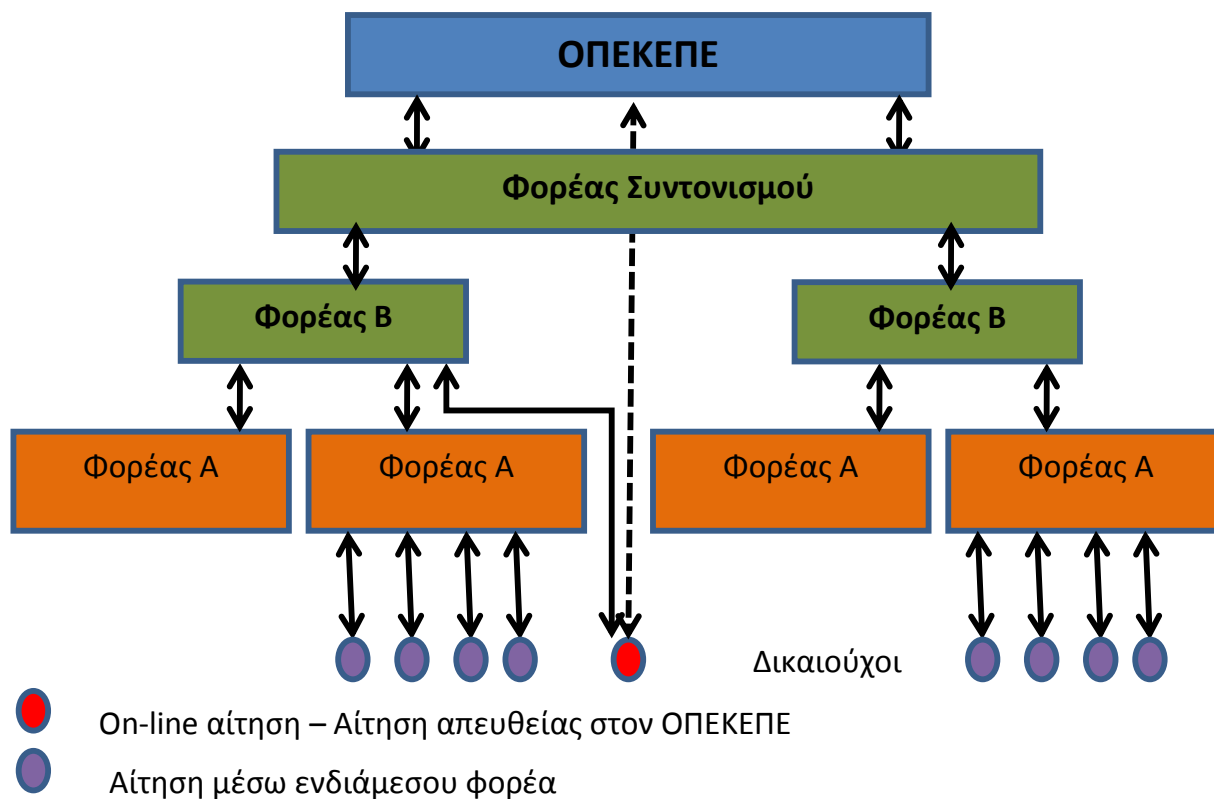 ΟΠΕΚΕΠΕ
Φορέας Συντονισμού
Φορέας Β
Φορέας Β
Φορέας Α
Φορέας Α
Φορέας Α
Φορέας Α
Δικαιούχοι
On-line αίτηση – Αίτηση απευθείας στον ΟΠΕΚΕΠΕ
Αίτηση μέσω ενδιάμεσου φορέα